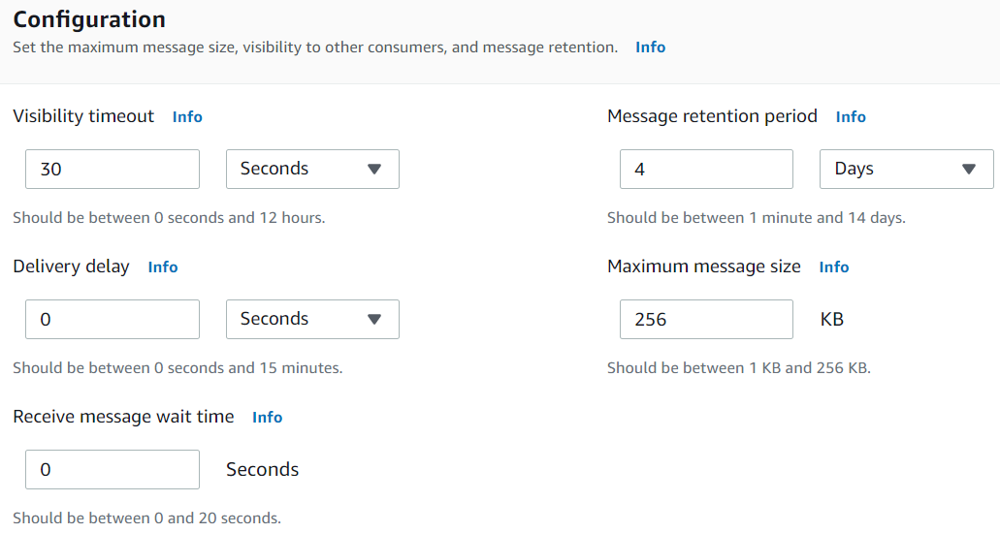 Configuration
Set the maximum message size, visibility to other consumers, and message retention. Info
Visibility timeout Info
30 Seconds
Should be between 0 seconds and 12 hours.
Message retention period Info
4 Days
Should be between 1 minute and 14 days.
Delivery delay Info
0 Seconds
Should be between 0 seconds and 15 minutes.
Maximum message size Info
256 KB
Should be between 1 KB and 256 KB.
Receive message wait time Info
0 Seconds
Should be between 0 and 20 seconds.